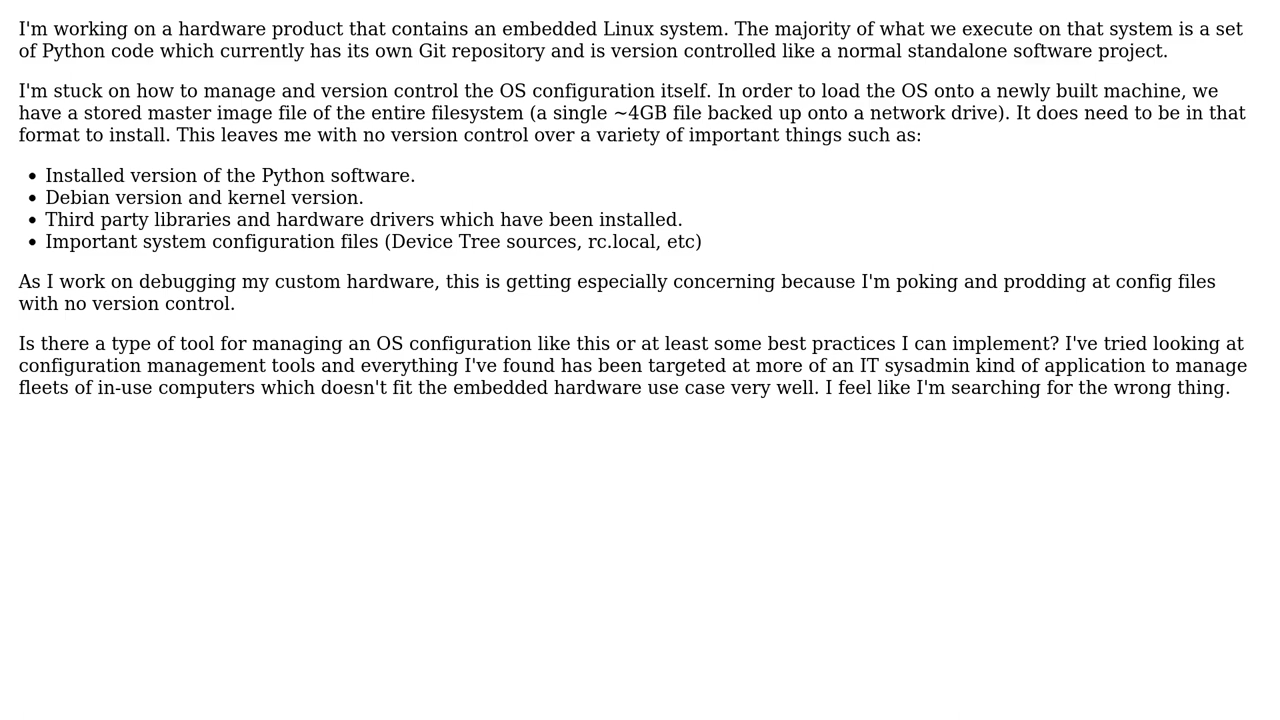 I'm working on a hardware product that contains an embedded Linux system. The majority of what we execute on that system is a set
of Python code which currently has its own Git repository and is version controlled like a normal standalone software project.
I'm stuck on how to manage and version control the OS configuration itself. In order to load the OS onto a newly built machine, we
have a stored master image file of the entire filesystem (a single ~4GB file backed up onto a network drive). It does need to be in that
format to install. This leaves me with no version control over a variety of important things such as:
• Installed version of the Python software.
• Debian version and kernel version.
• Third party libraries and hardware drivers which have been installed.
• Important system configuration files (Device Tree sources, rc.local, etc)
As I work on debugging my custom hardware, this is getting especially concerning because I'm poking and prodding at config files
with no version control.
Is there a type of tool for managing an OS configuration like this or at least some best practices I can implement? I've tried looking at
configuration management tools and everything I've found has been targeted at more of an IT sysadmin kind of application to manage
fleets of in-use computers which doesn't fit the embedded hardware use case very well. I feel like I'm searching for the wrong thing.